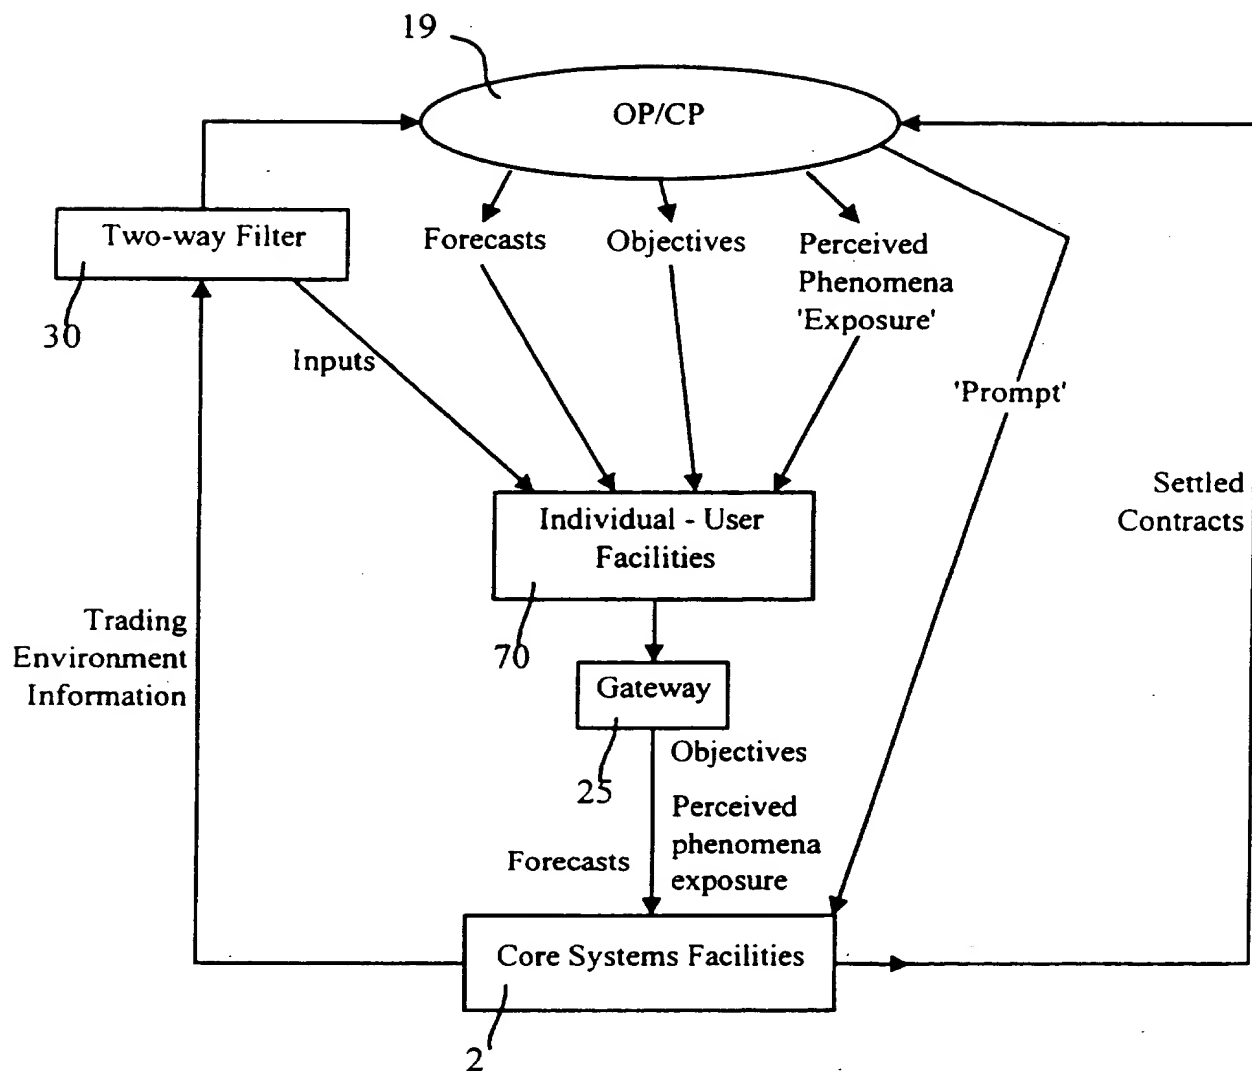 19
OP/CP
Two-way Filter
30
Forecasts
Objectives
Perceived
Phenomena
'Exposure'
Inputs
'Prompt'
Settled
Contracts
Individual - User
Facilities
70
Trading
Environment
Information
Gateway
25
Objectives
Perceived
phenomena
exposure
Forecasts
Core Systems Facilities
2